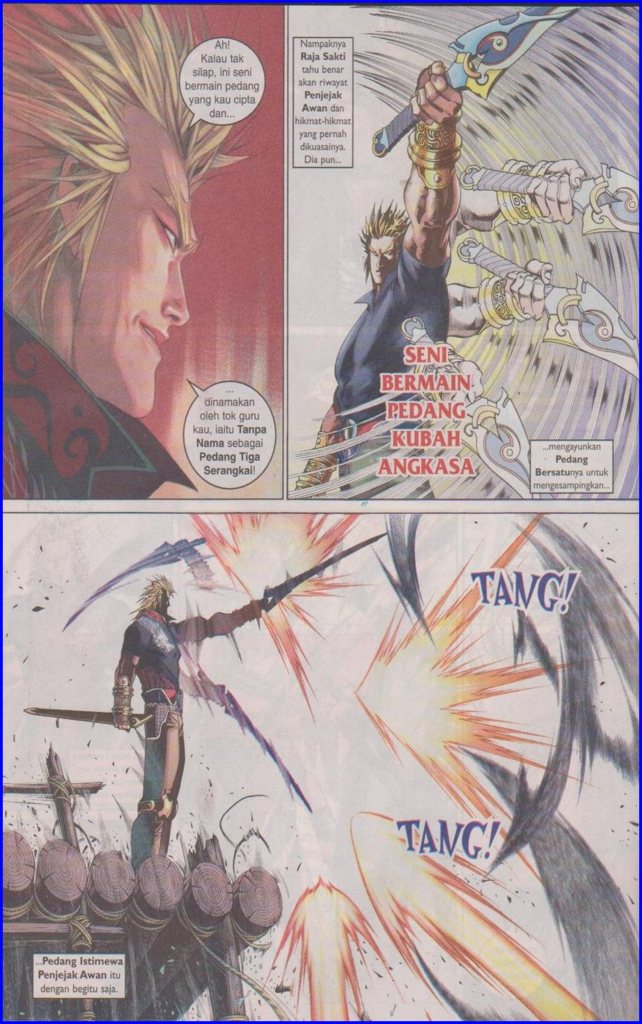 Ah!
Kalau tak
silap, ini seni
bermain pedang
yang kau cipta
dan...
...
dinamakan
oleh tok guru
kau, iaitu Tanpa
Nama sebagai
Pedang Tiga
Serangkai!
Nampaknya
Raja Sakti
tahu benar
akan riwayat
Penjejak
Awan dan
hikmat-hikmat
yang pernah
dikuasainya.
Dia pun...
SENI
BERMAIN
PEDANG
KUBAH
ANGKASA
...mengayunkan
Pedang
Bersatunya untuk
mengesampingkan...
TANG!
TANG!
...Pedang Istimewa
Penjejak Awan itu
dengan begitu saja.